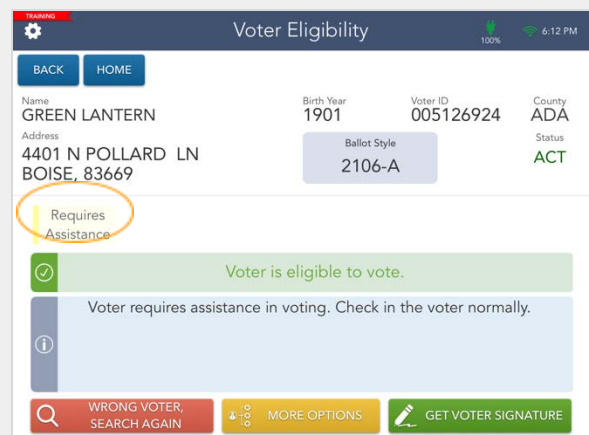 TRAINING
Voter Eligibility
100%
6:12 PM
BACK HOME
Name Birth Year Voter ID County
GREEN LANTERN 1901 005126924 ADA
Address Ballot Style Status
4401 N POLLARD LN 2106-A ACT
BOISE, 83669
Requires
Assistance
Voter is eligible to vote.
Voter requires assistance in voting. Check in the voter normally.
WRONG VOTER,
SEARCH AGAIN
MORE OPTIONS
GET VOTER SIGNATURE